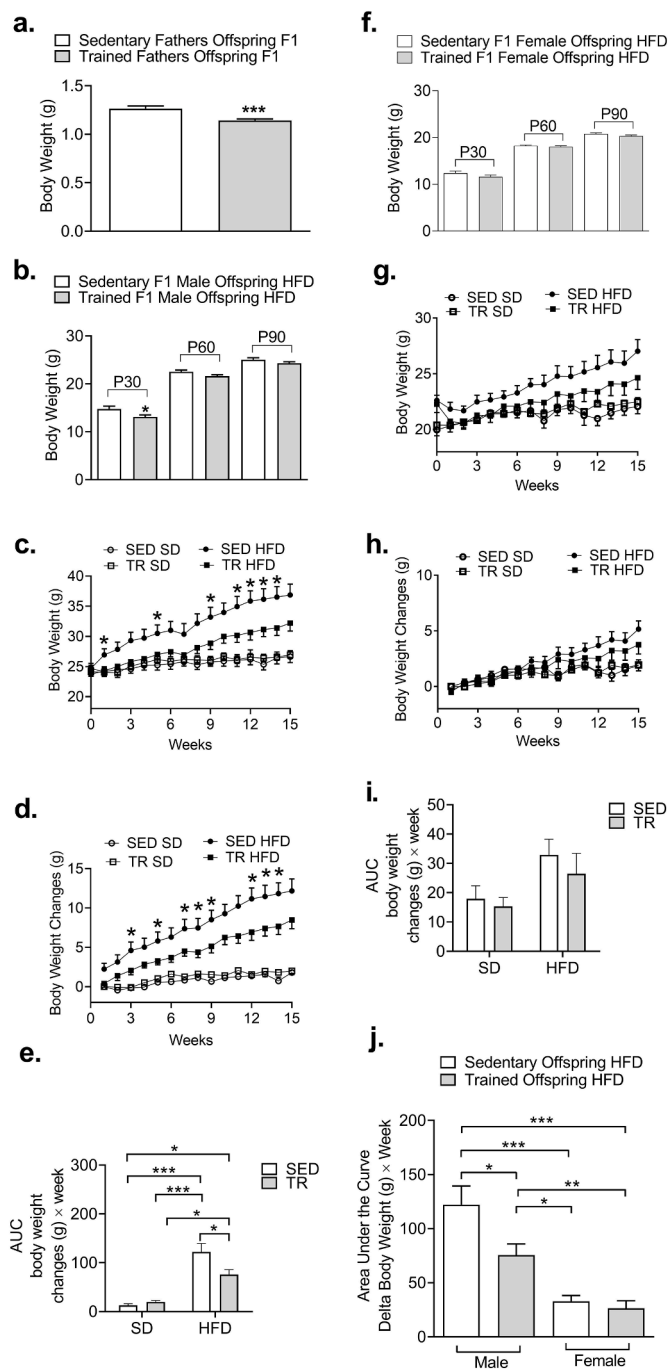 a.
Sedentary Fathers Offspring F1
Trained Fathers Offspring F1
Body Weight (g)
1.5
1.0
0.5
0.0
***
b.
Sedentary F1 Male Offspring HFD
Trained F1 Male Offspring HFD
Body Weight (g)
30
20
10
0
P30
P60
P90
*
c.
SED SD
TR SD
SED HFD
TR HFD
Body Weight (g)
40
35
30
25
20
* * * * * * *
0 3 6 9 12 15
Weeks
d.
SED SD
TR SD
SED HFD
TR HFD
Body Weight Changes (g)
15
10
5
0
* * * * * * * *
0 3 6 9 12 15
Weeks
e.
SED
TR
AUC
body weight
changes (g) × week
300
200
100
0
*
***
***
*
*
SD HFD
f.
Sedentary F1 Female Offspring HFD
Trained F1 Female Offspring HFD
Body Weight (g)
30
20
10
0
P30
P60
P90
g.
SED SD
TR SD
SED HFD
TR HFD
Body Weight (g)
30
25
20
0 3 6 9 12 15
Weeks
h.
SED SD
TR SD
SED HFD
TR HFD
Body Weight Changes (g)
10
5
0
0 3 6 9 12 15
Weeks
i.
SED
TR
AUC
body weight
changes (g) × week
50
40
30
20
10
0
SD HFD
j.
Sedentary Offspring HFD
Trained Offspring HFD
Area Under the Curve
Delta Body Weight (g) × Week
200
150
100
50
0
***
***
* **
*
Male Female